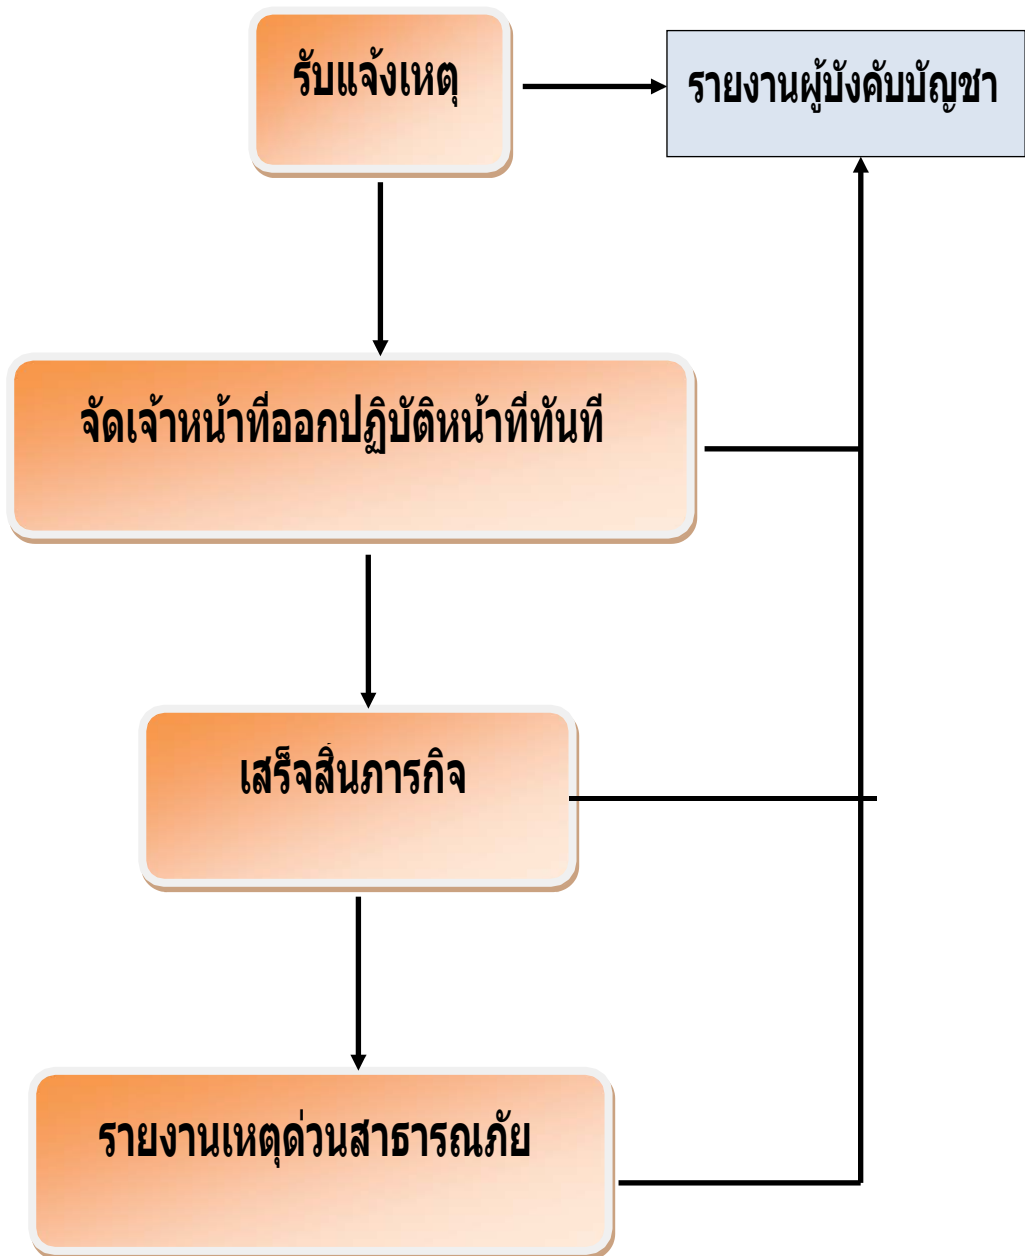 รับแจ้งเหตุ
รายงานผู้บังคับบัญชา
จัดเจ้าหน้าที่ออกปฏิบัติหน้าที่ทันที
เสร็จสิ้นภารกิจ
รายงานเหตุด่วนสาธารณภัย